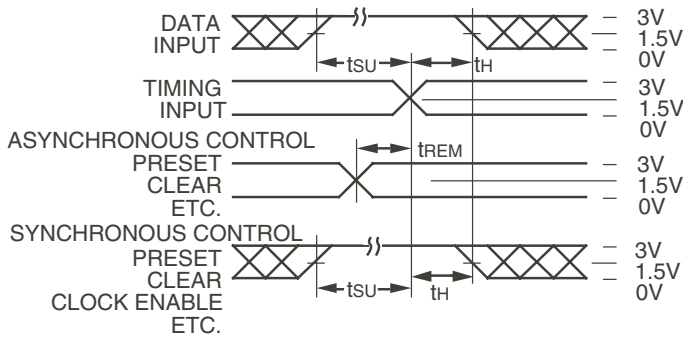 DATA
INPUT
3V
1.5V
0V
tSU
tH
TIMING
INPUT
3V
1.5V
0V
ASYNCHRONOUS CONTROL
tREM
PRESET
CLEAR
ETC.
3V
1.5V
0V
SYNCHRONOUS CONTROL
PRESET
CLEAR
CLOCK ENABLE
ETC.
3V
1.5V
0V
tSU
tH